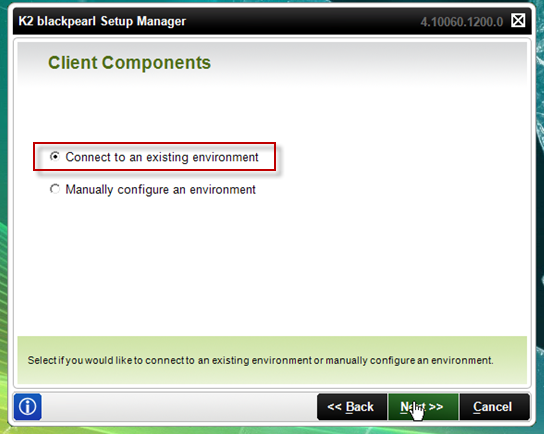 K2 blackpearl Setup Manager 4.10060.1200.0
Client Components
Connect to an existing environment
Manually configure an environment
Select if you would like to connect to an existing environment or manually configure an environment.
<< Back Next >> Cancel